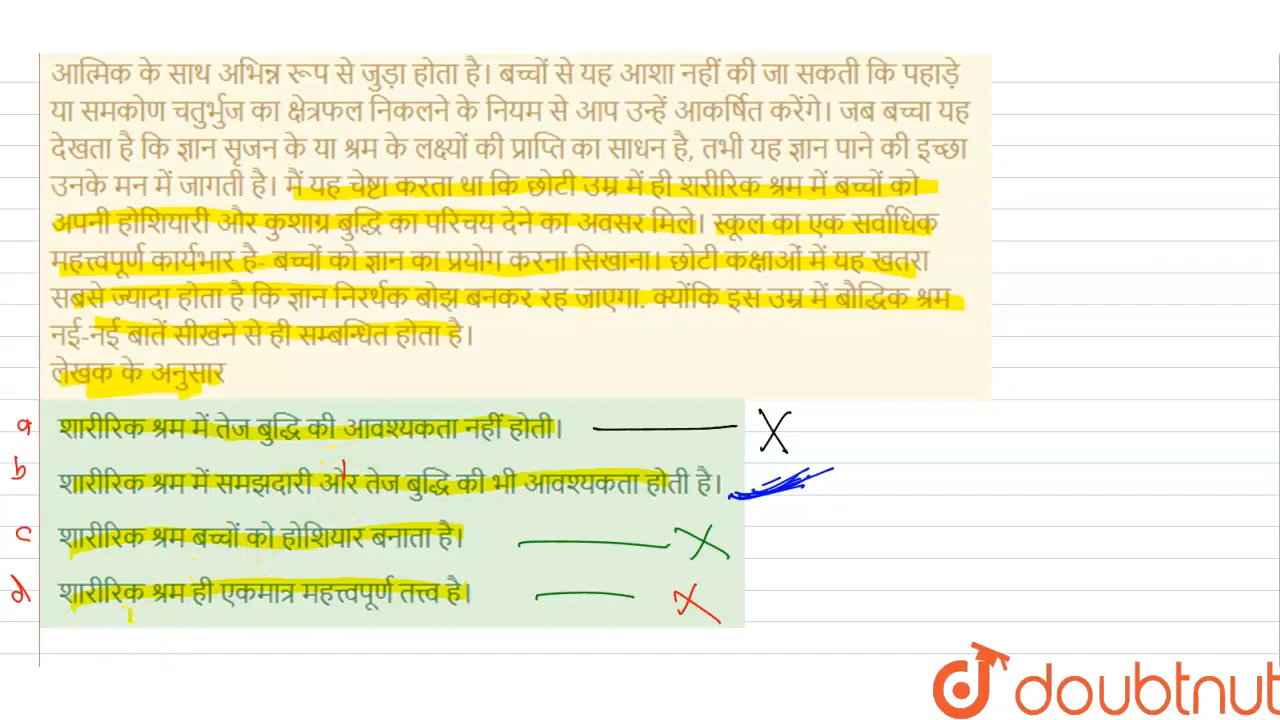 आत्मिक के साथ अभिन्न रूप से जुड़ा होता है। बच्चों से यह आशा नहीं की जा सकती कि पहाड़े
या समकोण चतुर्भुज का क्षेत्रफल निकलने के नियम से आप उन्हें आकर्षित करेंगे। जब बच्चा यह
देखता है कि ज्ञान सृजन के या श्रम के लक्ष्यों की प्राप्ति का साधन है, तभी यह ज्ञान पाने की इच्छा
उनके मन में जागती है। मैं यह चेष्टा करता था कि छोटी उम्र में ही शरीरिक श्रम में बच्चों को
अपनी होशियारी और कुशाग्र बुद्धि का परिचय देने का अवसर मिले। स्कूल का एक सर्वाधिक
महत्त्वपूर्ण कार्यभार है- बच्चों को ज्ञान का प्रयोग करना सिखाना। छोटी कक्षाओं में यह खतरा
सबसे ज्यादा होता है कि ज्ञान निरर्थक बोझ बनकर रह जाएगा. क्योंकि इस उम्र में बौद्धिक श्रम
नई-नई बातें सीखने से ही सम्बन्धित होता है।
लेखक के अनुसार
a शारीरिक श्रम में तेज बुद्धि की आवश्यकता नहीं होती। X
b शारीरिक श्रम में समझदारी और तेज बुद्धि की भी आवश्यकता होती है।
c शारीरिक श्रम बच्चों को होशियार बनाता है। X
d शारीरिक श्रम ही एकमात्र महत्त्वपूर्ण तत्त्व है। X
doubtnut